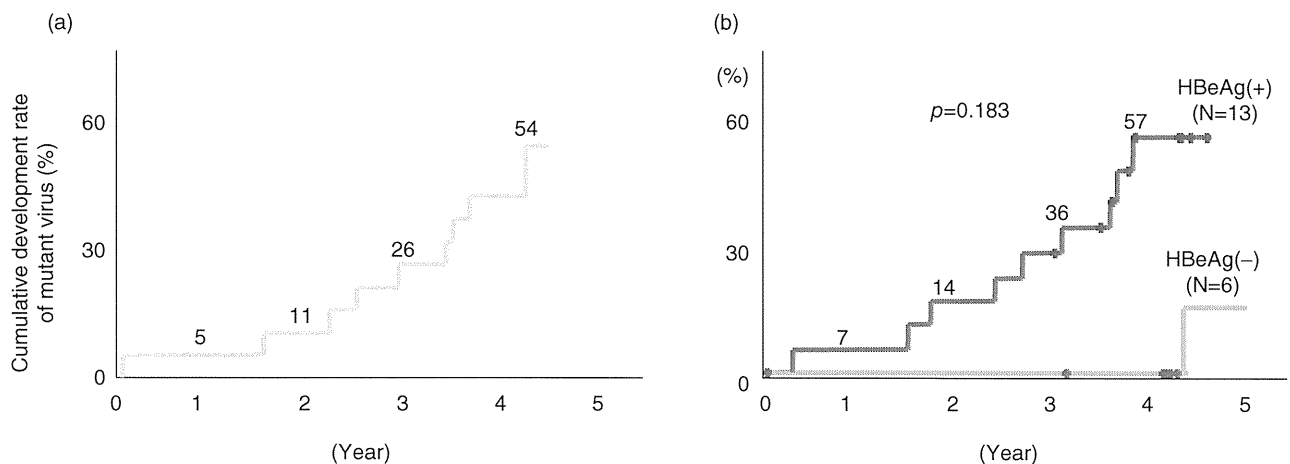 (a)
Cumulative development rate
of mutant virus (%)
60
30
0
5
11
26
54
0 1 2 3 4 5
(Year)
(b)
(%)
60
30
0
p=0.183
7
14
36
57
HBeAg(+)
(N=13)
HBeAg(−)
(N=6)
0 1 2 3 4 5
(Year)